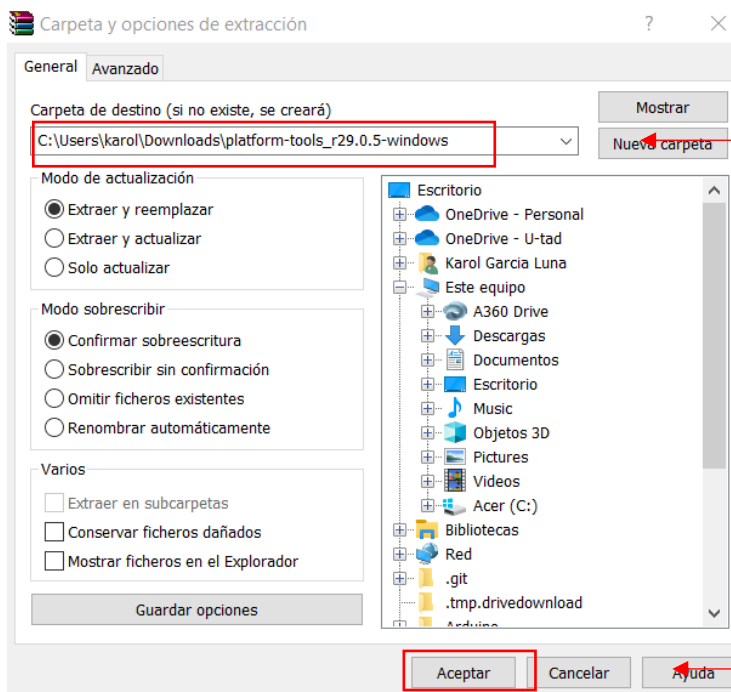 Carpeta y opciones de extracción
General Avanzado
Carpeta de destino (si no existe, se creará)
Mostrar
C:\Users\karol\Downloads\platform-tools_r29.0.5-windows
Nueva carpeta
Modo de actualización
Extraer y reemplazar
Extraer y actualizar
Solo actualizar
Modo sobrescribir
Confirmar sobreescritura
Sobrescribir sin confirmación
Omitir ficheros existentes
Renombrar automáticamente
Varios
Extraer en subcarpetas
Conservar ficheros dañados
Mostrar ficheros en el Explorador
Guardar opciones
Escritorio
OneDrive - Personal
OneDrive - U-tad
Karol Garcia Luna
Este equipo
A360 Drive
Descargas
Documentos
Escritorio
Music
Objetos 3D
Pictures
Videos
Acer (C:)
Bibliotecas
Red
.git
.tmp.drivedownload
Arduino
Aceptar Cancelar Ayuda